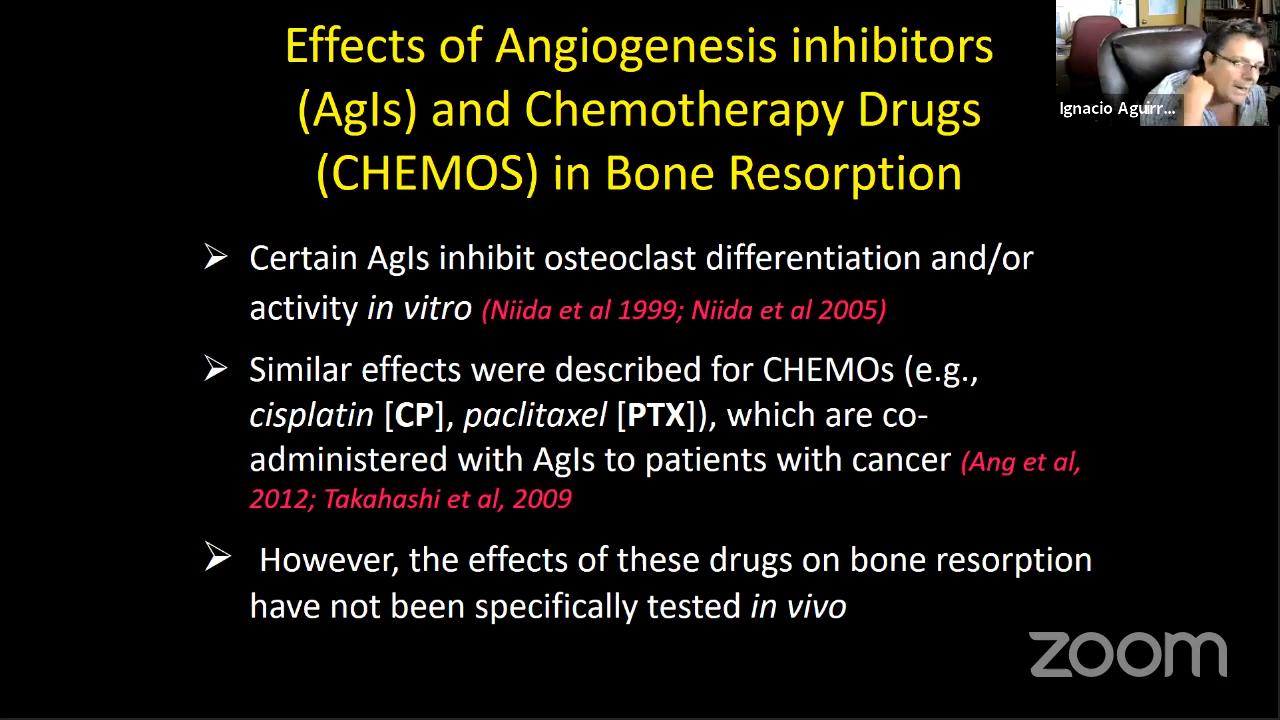 Effects of Angiogenesis inhibitors
(AgIs) and Chemotherapy Drugs
(CHEMOS) in Bone Resorption
Ignacio Aguirr...
Certain AgIs inhibit osteoclast differentiation and/or
activity in vitro (Niida et al 1999; Niida et al 2005)
Similar effects were described for CHEMOs (e.g.,
cisplatin [CP], paclitaxel [PTX]), which are co-
administered with AgIs to patients with cancer (Ang et al,
2012; Takahashi et al, 2009
However, the effects of these drugs on bone resorption
have not been specifically tested in vivo
zoom